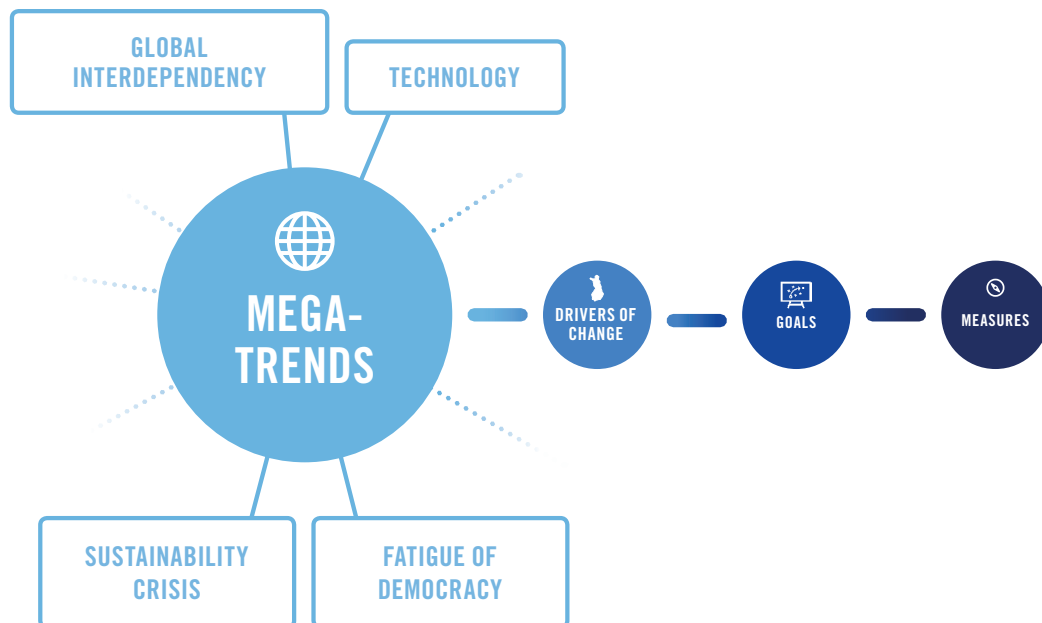 GLOBAL
INTERDEPENDENCY
TECHNOLOGY
MEGA-
TRENDS
DRIVERS OF
CHANGE
GOALS
MEASURES
SUSTAINABILITY
CRISIS
FATIGUE OF
DEMOCRACY